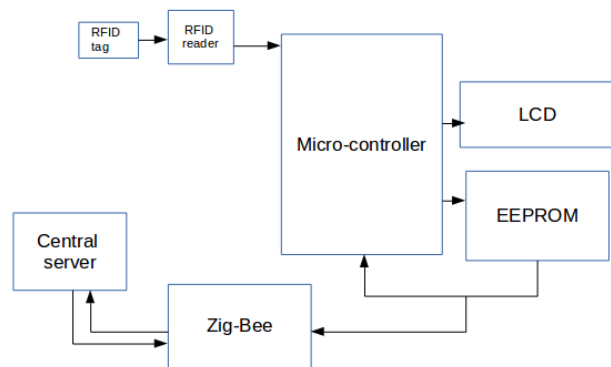 RFID
tag
RFID
reader
Micro-controller
LCD
EEPROM
Central
server
Zig-Bee